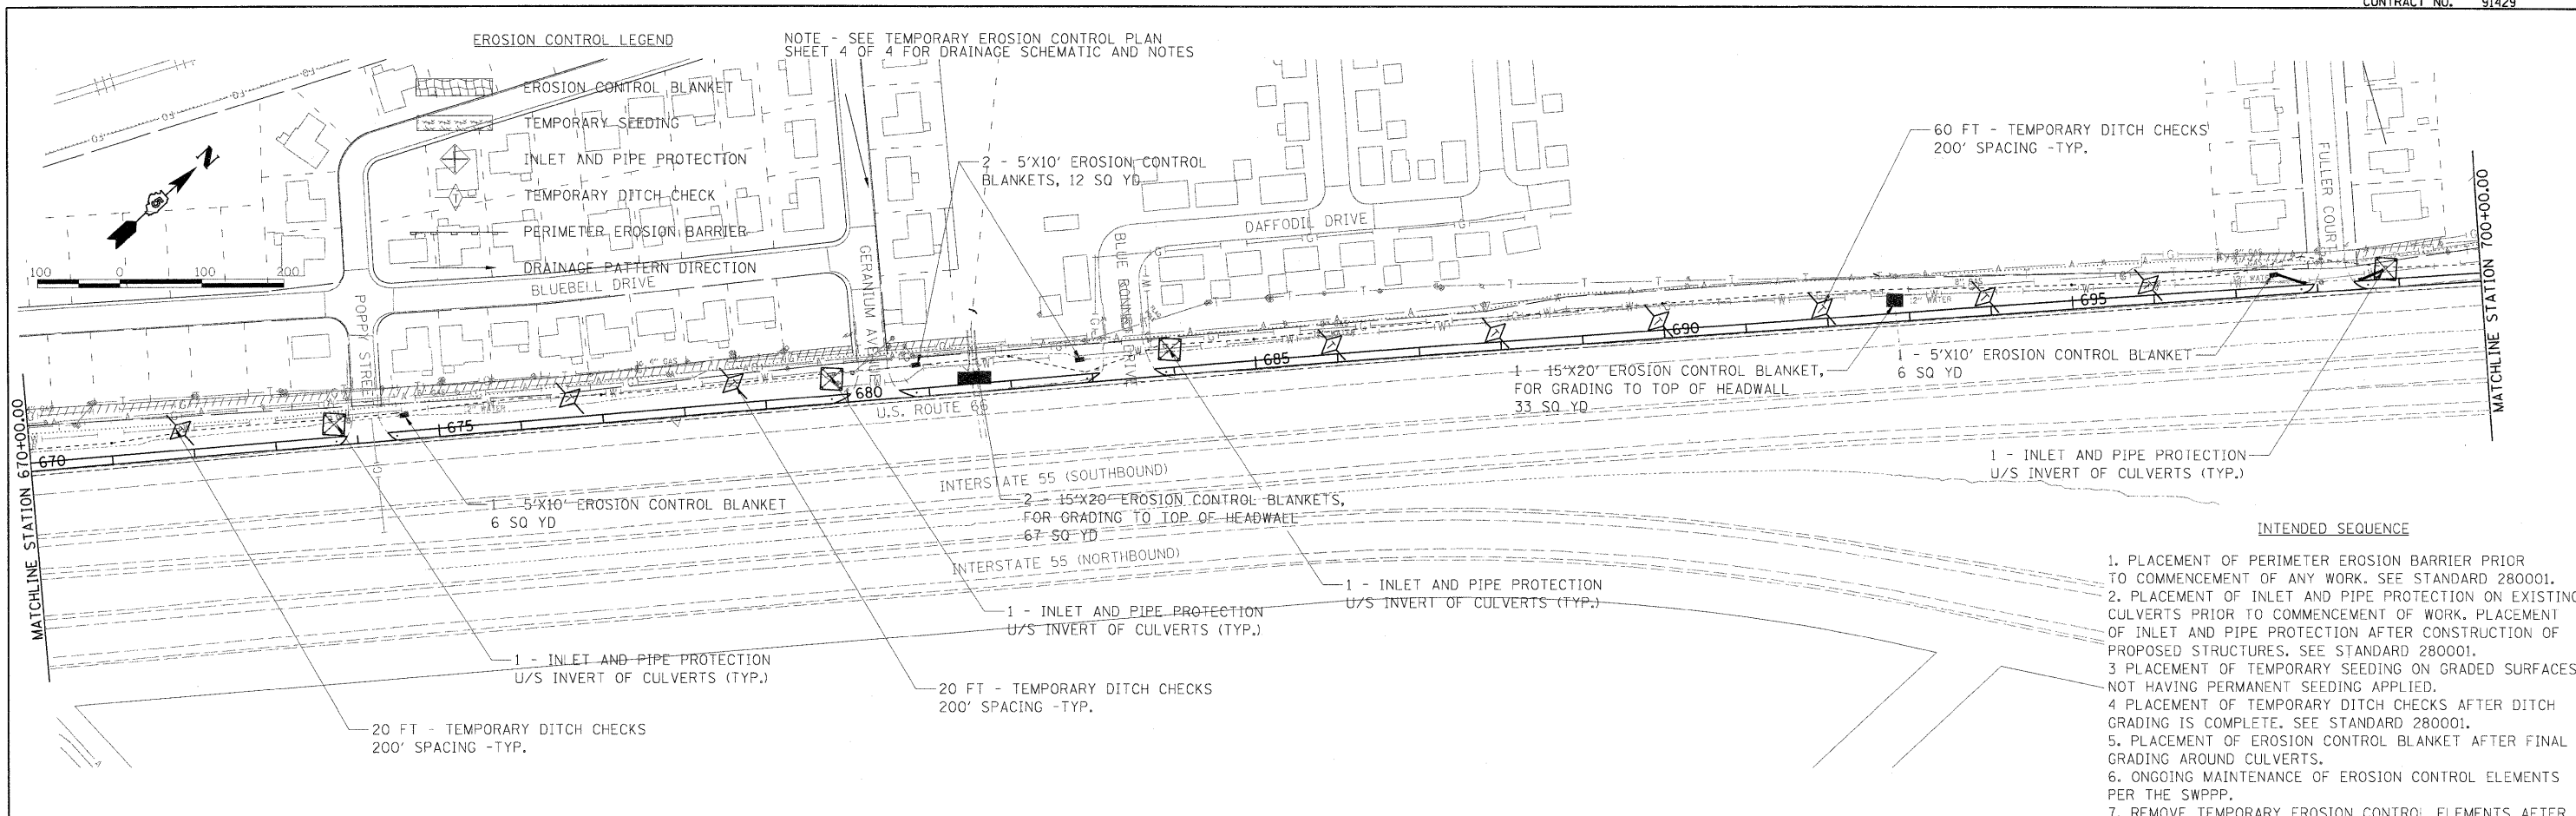 CONTRACT NO. 91429
EROSION CONTROL LEGEND
NOTE - SEE TEMPORARY EROSION CONTROL PLAN
SHEET 4 OF 4 FOR DRAINAGE SCHEMATIC AND NOTES
EROSION CONTROL BLANKET
TEMPORARY SEEDING
INLET AND PIPE PROTECTION
TEMPORARY DITCH CHECK
PERIMETER EROSION BARRIER
DRAINAGE PATTERN DIRECTION
N
100 0 100 200
BLUEBELL DRIVE
POPPY STREET
GERANIUM AVENUE
BLUE BONNET DRIVE
DAFFODIL DRIVE
FULLER COURT
2 - 5'X10' EROSION CONTROL
BLANKETS, 12 SQ YD
60 FT - TEMPORARY DITCH CHECKS
200' SPACING -TYP.
MATCHLINE STATION 670+00.00
MATCHLINE STATION 700+00.00
670
675
680
685
690
695
6" GAS
12" WATER
8" GAS
12" WATER
U.S. ROUTE 66
INTERSTATE 55 (SOUTHBOUND)
INTERSTATE 55 (NORTHBOUND)
1 - 15'X20' EROSION CONTROL BLANKET,
FOR GRADING TO TOP OF HEADWALL
33 SQ YD
1 - 5'X10' EROSION CONTROL BLANKET
6 SQ YD
1 - INLET AND PIPE PROTECTION
U/S INVERT OF CULVERTS (TYP.)
1 - 5'X10' EROSION CONTROL BLANKET
6 SQ YD
2 - 15'X20' EROSION CONTROL BLANKETS,
FOR GRADING TO TOP OF HEADWALL
67 SQ YD
1 - INLET AND PIPE PROTECTION
U/S INVERT OF CULVERTS (TYP.)
1 - INLET AND PIPE PROTECTION
U/S INVERT OF CULVERTS (TYP.)
1 - INLET AND PIPE PROTECTION
U/S INVERT OF CULVERTS (TYP.)
20 FT - TEMPORARY DITCH CHECKS
200' SPACING -TYP.
20 FT - TEMPORARY DITCH CHECKS
200' SPACING -TYP.
INTENDED SEQUENCE
1. PLACEMENT OF PERIMETER EROSION BARRIER PRIOR
TO COMMENCEMENT OF ANY WORK. SEE STANDARD 280001.
2. PLACEMENT OF INLET AND PIPE PROTECTION ON EXISTING
CULVERTS PRIOR TO COMMENCEMENT OF WORK. PLACEMENT
OF INLET AND PIPE PROTECTION AFTER CONSTRUCTION OF
PROPOSED STRUCTURES. SEE STANDARD 280001.
3 PLACEMENT OF TEMPORARY SEEDING ON GRADED SURFACES
NOT HAVING PERMANENT SEEDING APPLIED.
4 PLACEMENT OF TEMPORARY DITCH CHECKS AFTER DITCH
GRADING IS COMPLETE. SEE STANDARD 280001.
5. PLACEMENT OF EROSION CONTROL BLANKET AFTER FINAL
GRADING AROUND CULVERTS.
6. ONGOING MAINTENANCE OF EROSION CONTROL ELEMENTS
PER THE SWPPP.
7. REMOVE TEMPORARY EROSION CONTROL ELEMENTS AFTER